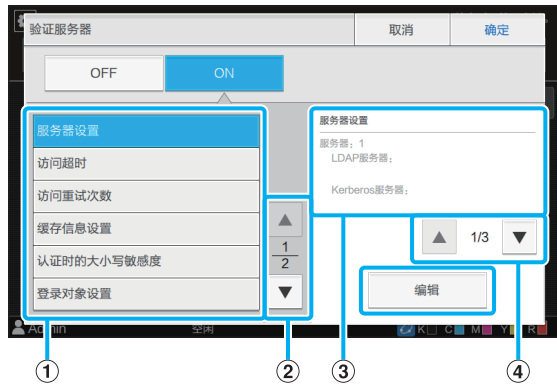 验证服务器
取消
确定
OFF
ON
服务器设置
访问超时
访问重试次数
缓存信息设置
认证时的大小写敏感度
登录对象设置
1
2
服务器设置
服务器：1
LDAP服务器：
Kerberos服务器：
1/3
编辑
Admin
空闲
K
C
M
Y
R
1
2
3
4